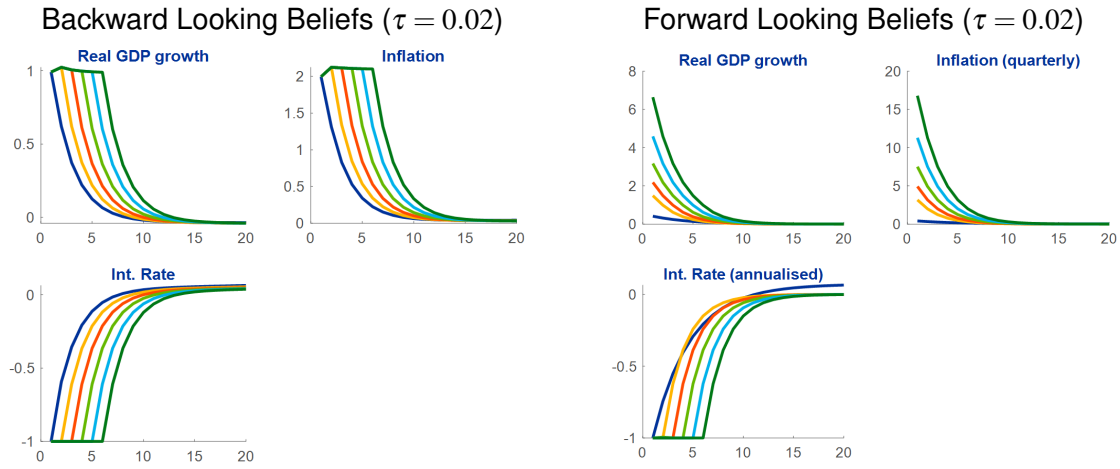 Backward Looking Beliefs (τ = 0.02)
Real GDP growth
1
0.5
0
0 5 10 15 20
Inflation
2
1.5
1
0.5
0
0 5 10 15 20
Int. Rate
0
-0.5
-1
0 5 10 15 20
Forward Looking Beliefs (τ = 0.02)
Real GDP growth
8
6
4
2
0
0 5 10 15 20
Inflation (quarterly)
20
15
10
5
0
0 5 10 15 20
Int. Rate (annualised)
0
-0.5
-1
0 5 10 15 20